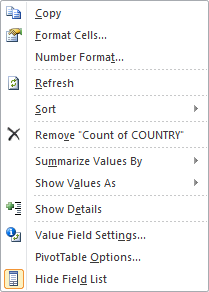 Copy
Format Cells...
Number Format...
Refresh
Sort
Remove "Count of COUNTRY"
Summarize Values By
Show Values As
Show Details
Value Field Settings...
PivotTable Options...
Hide Field List